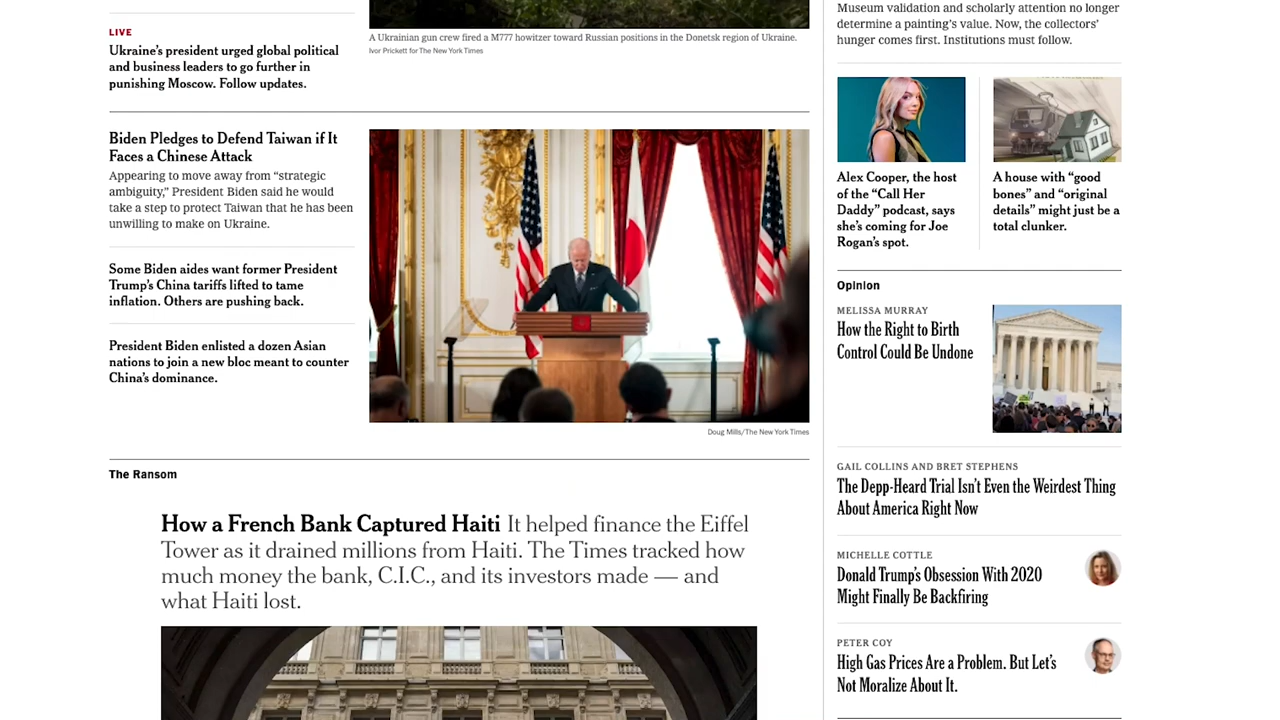 LIVE
Ukraine’s president urged global political
and business leaders to go further in
punishing Moscow. Follow updates.
A Ukrainian gun crew fired a M777 howitzer toward Russian positions in the Donetsk region of Ukraine.
Ivor Prickett for The New York Times
Biden Pledges to Defend Taiwan if It
Faces a Chinese Attack
Appearing to move away from “strategic
ambiguity,” President Biden said he would
take a step to protect Taiwan that he has been
unwilling to make on Ukraine.
Some Biden aides want former President
Trump’s China tariffs lifted to tame
inflation. Others are pushing back.
President Biden enlisted a dozen Asian
nations to join a new bloc meant to counter
China’s dominance.
Doug Mills/The New York Times
The Ransom
How a French Bank Captured Haiti It helped finance the Eiffel
Tower as it drained millions from Haiti. The Times tracked how
much money the bank, C.I.C., and its investors made — and
what Haiti lost.
Museum validation and scholarly attention no longer
determine a painting’s value. Now, the collectors’
hunger comes first. Institutions must follow.
Alex Cooper, the host
of the “Call Her
Daddy” podcast, says
she’s coming for Joe
Rogan’s spot.
A house with “good
bones” and “original
details” might just be a
total clunker.
Opinion
MELISSA MURRAY
How the Right to Birth
Control Could Be Undone
GAIL COLLINS AND BRET STEPHENS
The Depp-Heard Trial Isn’t Even the Weirdest Thing
About America Right Now
MICHELLE COTTLE
Donald Trump’s Obsession With 2020
Might Finally Be Backfiring
PETER COY
High Gas Prices Are a Problem. But Let’s
Not Moralize About It.